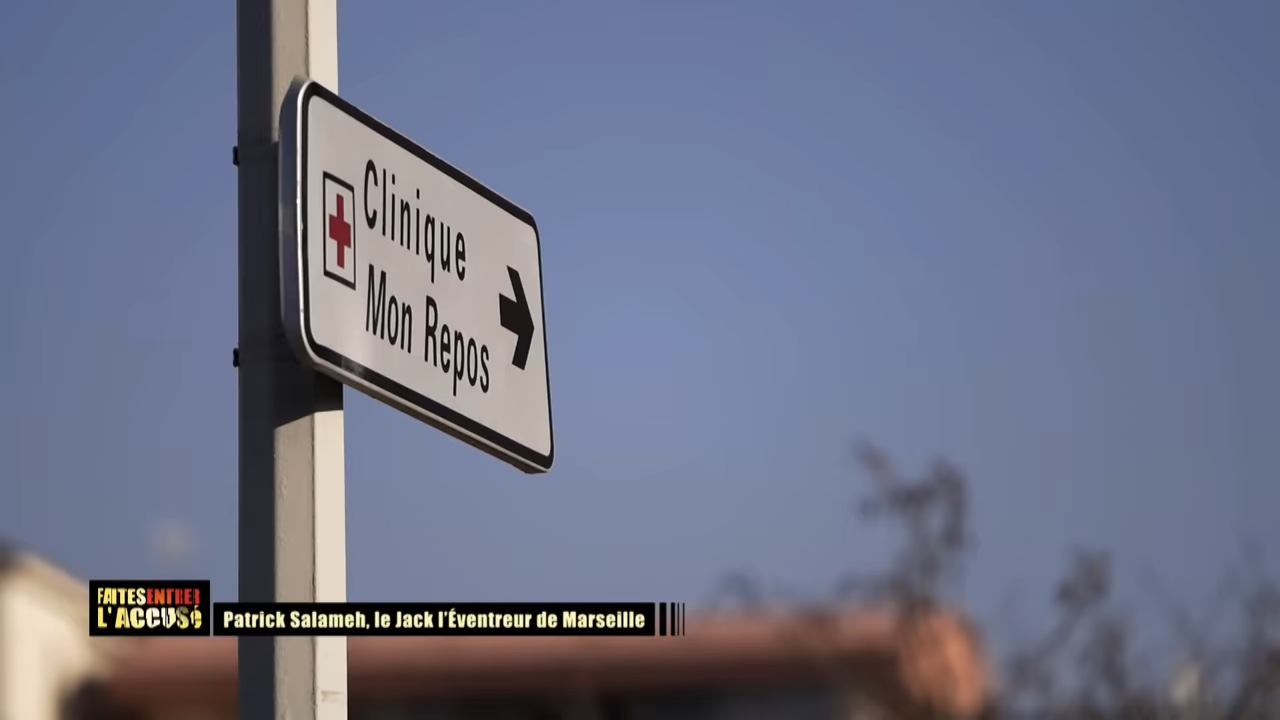 Clinique
Mon Repos
FAITES ENTRER
L'ACCUSÉ
Patrick Salameh, le Jack l'Éventreur de Marseille